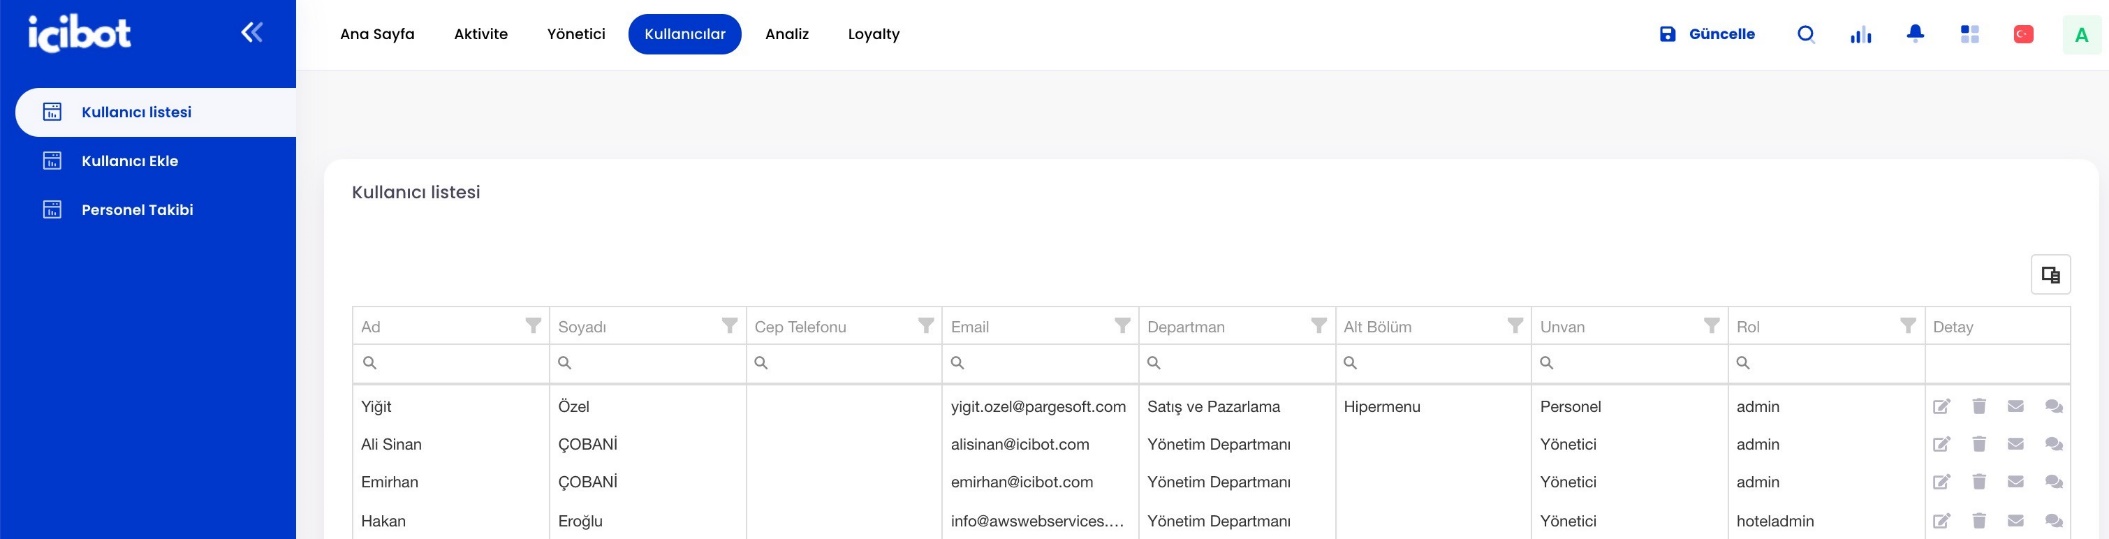 icibot
Ana Sayfa Aktivite Yönetici Kullanıcılar Analiz Loyalty Güncelle A
Kullanıcı listesi
Kullanıcı Ekle
Personel Takibi
Kullanıcı listesi
Ad Soyadı Cep Telefonu Email Departman Alt Bölüm Unvan Rol Detay
Yiğit Özel yigit.ozel@pargesoft.com Satış ve Pazarlama Hipermenu Personel admin
Ali Sinan ÇOBANİ alisinan@icibot.com Yönetim Departmanı Yönetici admin
Emirhan ÇOBANİ emirhan@icibot.com Yönetim Departmanı Yönetici admin
Hakan Eroğlu info@awswebservices.... Yönetim Departmanı Yönetici hoteladmin